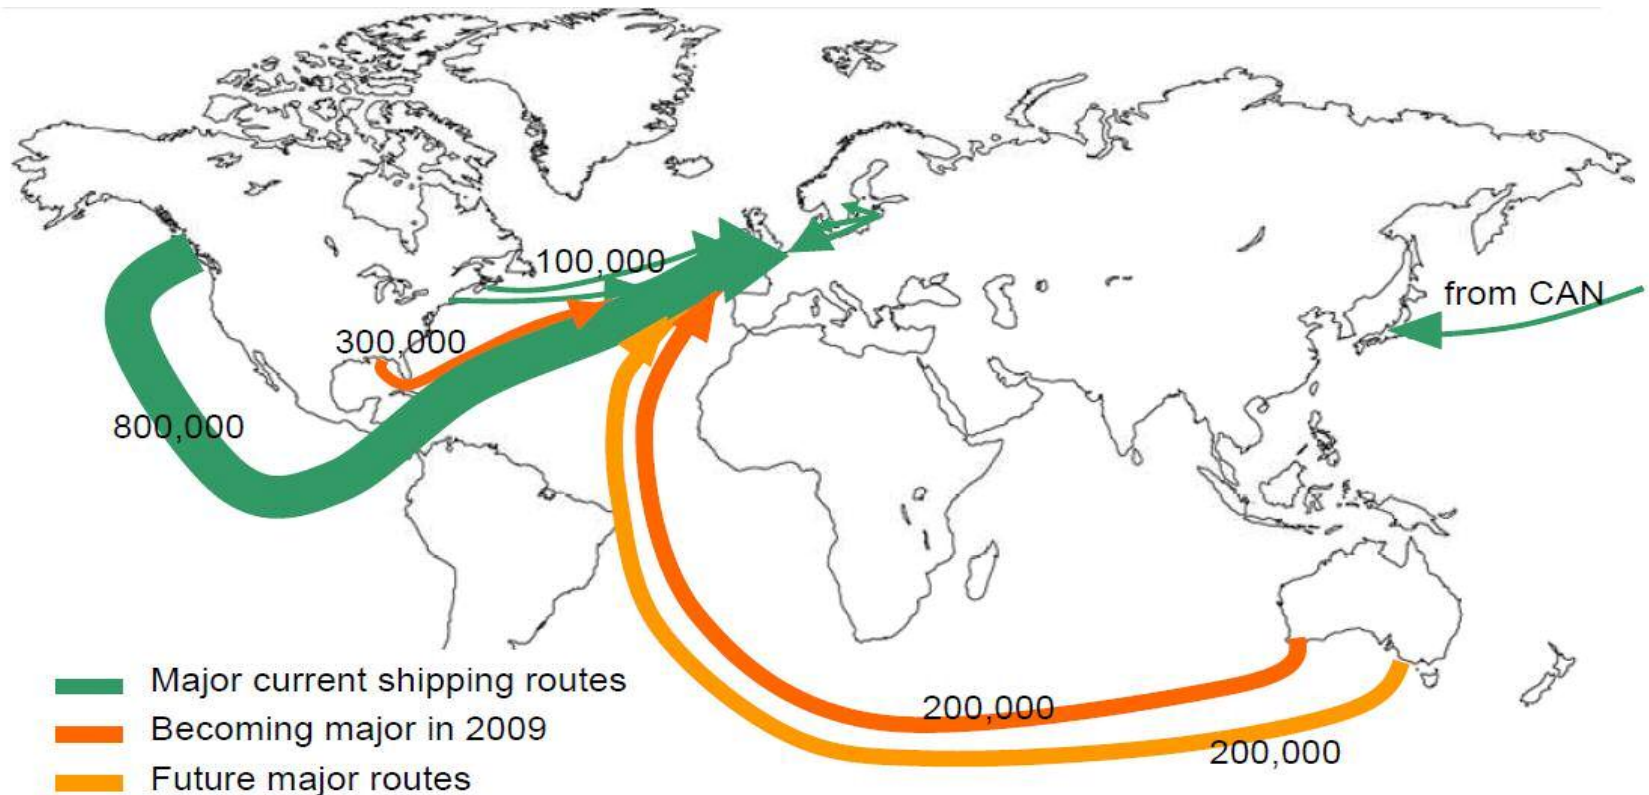 100,000
from CAN
300,000
800,000
Major current shipping routes
200,000
Becoming major in 2009
200,000
Future major routes